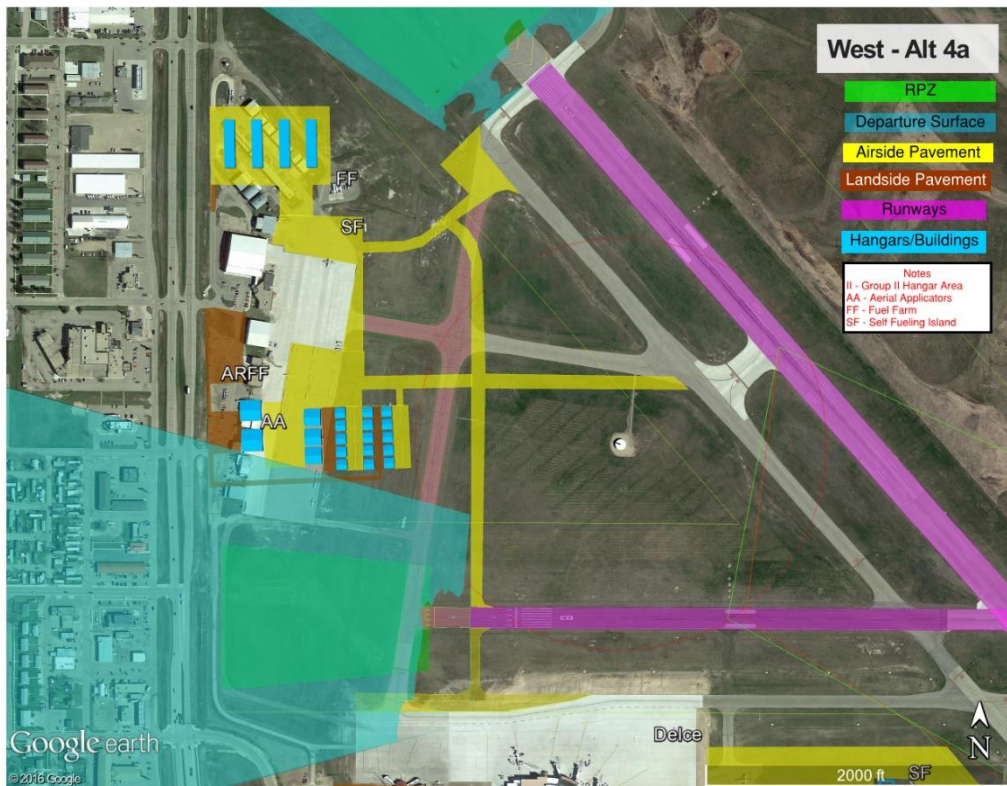 West - Alt 4a
RPZ
Departure Surface
Airside Pavement
Landside Pavement
Runways
Hangars/Buildings
Notes
II - Group II Hangar Area
AA - Aerial Applicators
FF - Fuel Farm
SF - Self Fueling Island
FF
SF
ARFF
AA
Deice
Google earth
© 2016 Google
N
2000 ft
SF